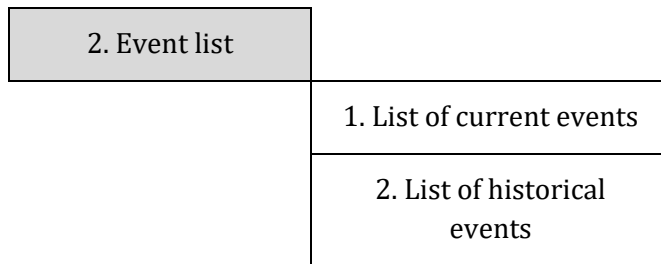 2. Event list
1. List of current events
2. List of historical
events